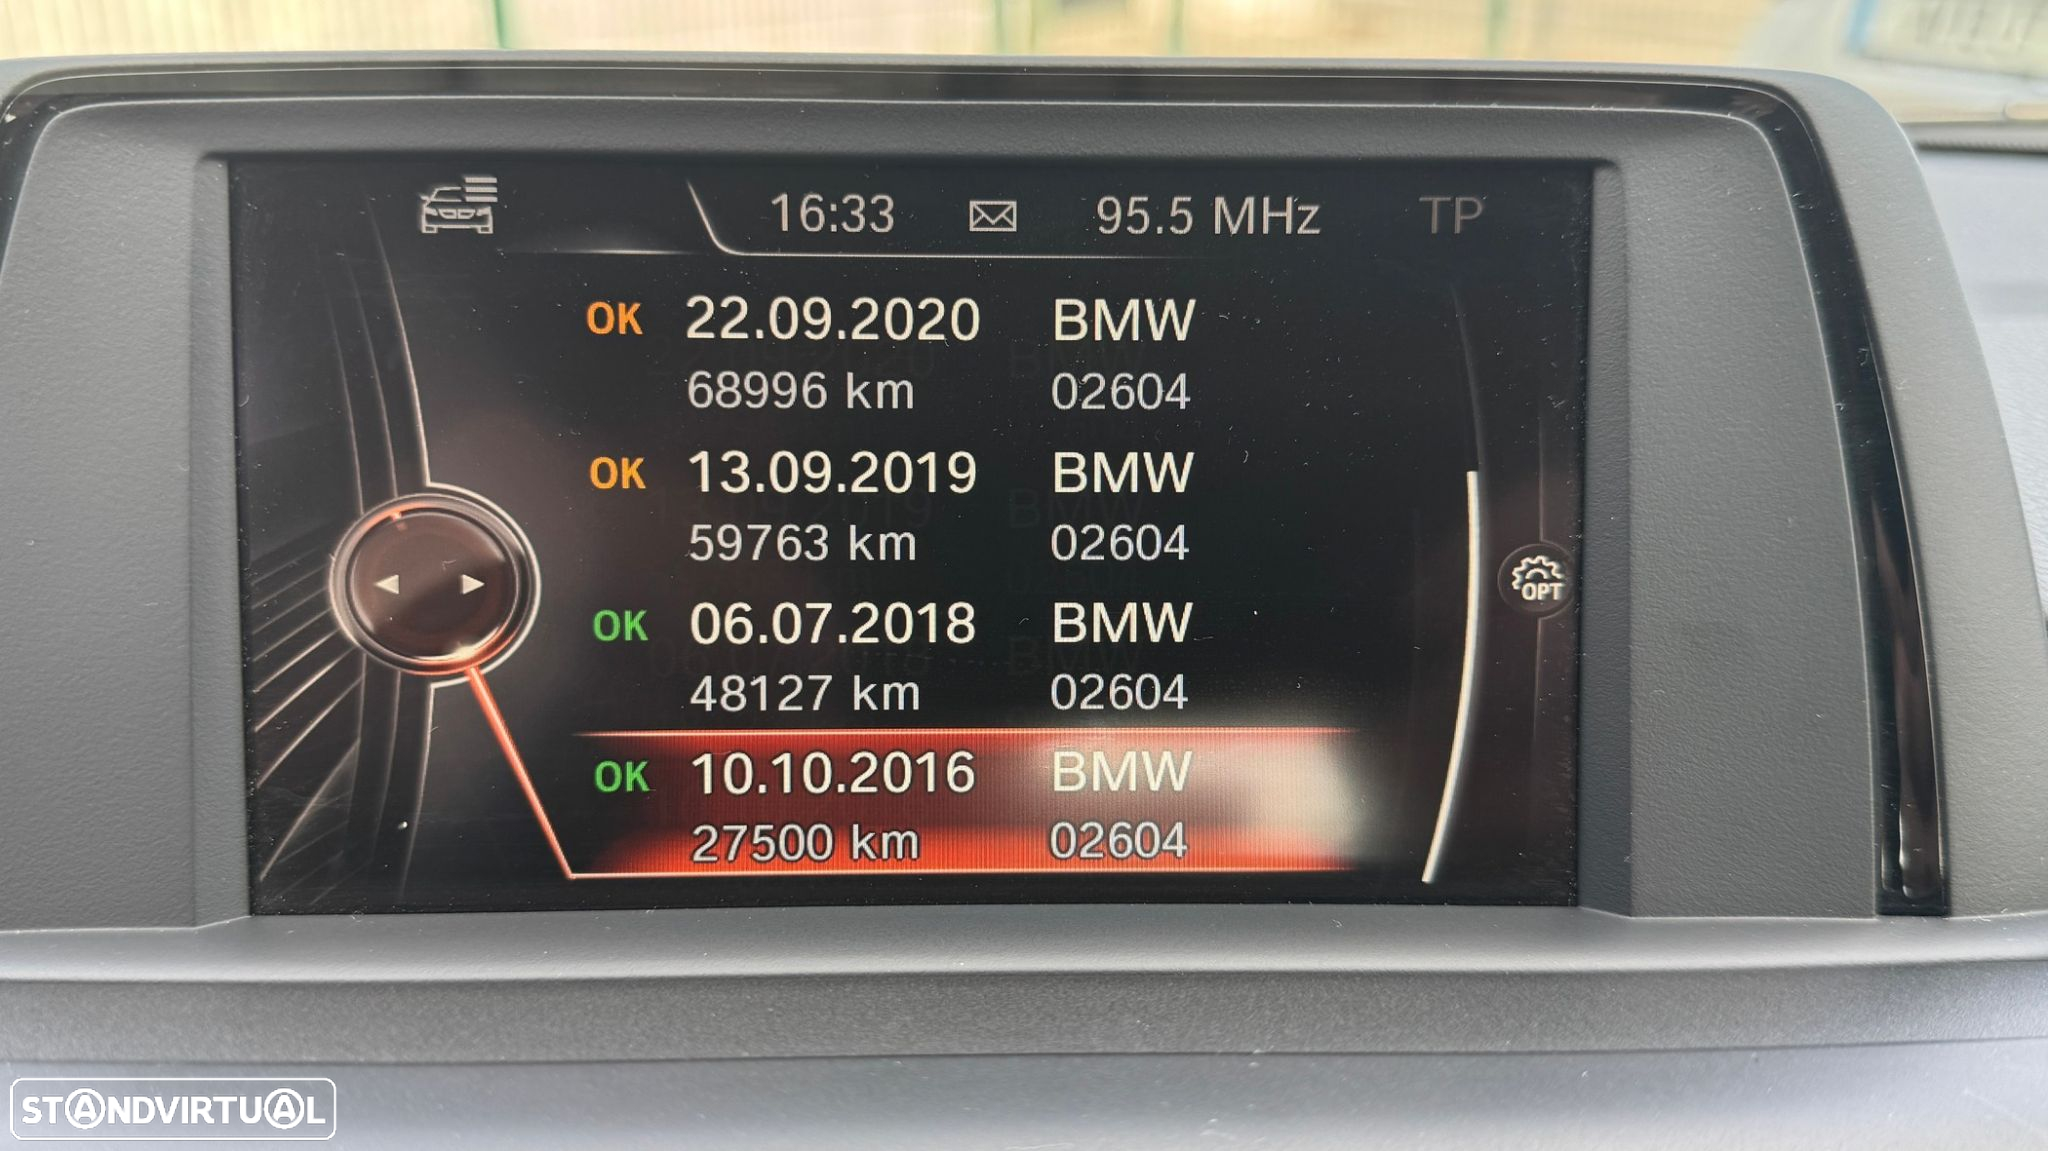 16:33 95.5 MHz TP
OK 22.09.2020 BMW
68996 km 02604
OK 13.09.2019 BMW
59763 km 02604
OK 06.07.2018 BMW
48127 km 02604
OPT
OK 10.10.2016 BMW
27500 km 02604
STANDVIRTUAL